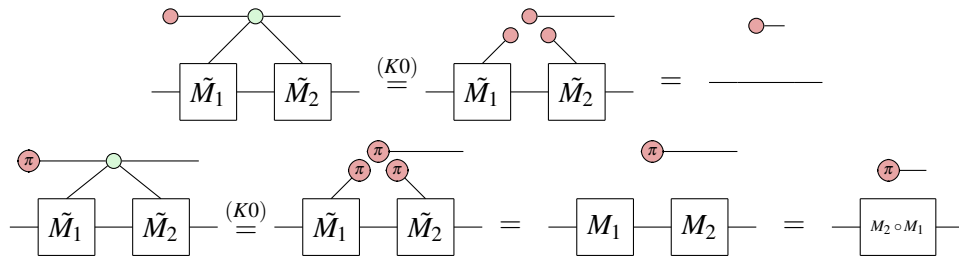 (K0)
M̃₁ M̃₂ = M̃₁ M̃₂ =
π π π π π π
(K0)
M̃₁ M̃₂ = M̃₁ M̃₂ = M₁ M₂ = M₂ ∘ M₁